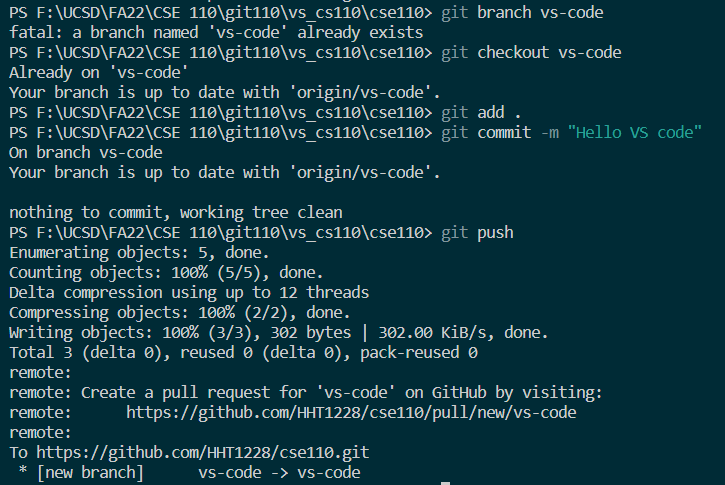 PS F:\UCSD\FA22\CSE 110\git110\vs_cs110\cse110> git branch vs-code
fatal: a branch named 'vs-code' already exists
PS F:\UCSD\FA22\CSE 110\git110\vs_cs110\cse110> git checkout vs-code
Already on 'vs-code'
Your branch is up to date with 'origin/vs-code'.
PS F:\UCSD\FA22\CSE 110\git110\vs_cs110\cse110> git add .
PS F:\UCSD\FA22\CSE 110\git110\vs_cs110\cse110> git commit -m "Hello VS code"
On branch vs-code
Your branch is up to date with 'origin/vs-code'.

nothing to commit, working tree clean
PS F:\UCSD\FA22\CSE 110\git110\vs_cs110\cse110> git push
Enumerating objects: 5, done.
Counting objects: 100% (5/5), done.
Delta compression using up to 12 threads
Compressing objects: 100% (2/2), done.
Writing objects: 100% (3/3), 302 bytes | 302.00 KiB/s, done.
Total 3 (delta 0), reused 0 (delta 0), pack-reused 0
remote:
remote: Create a pull request for 'vs-code' on GitHub by visiting:
remote:      https://github.com/HHT1228/cse110/pull/new/vs-code
remote:
To https://github.com/HHT1228/cse110.git
 * [new branch]      vs-code -> vs-code